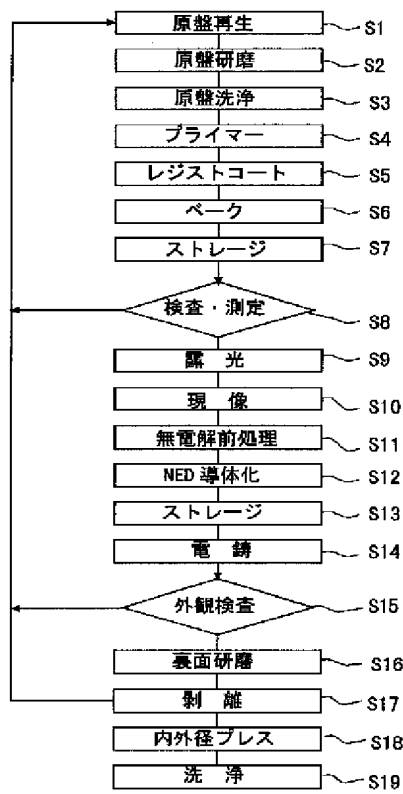 原盤再生 S1
原盤研磨 S2
原盤洗浄 S3
プライマー S4
レジストコート S5
ベーク S6
ストレージ S7
検査・測定 S8
露光 S9
現像 S10
無電解前処理 S11
NED導体化 S12
ストレージ S13
電鋳 S14
外観検査 S15
裏面研磨 S16
剝離 S17
内外径プレス S18
洗浄 S19